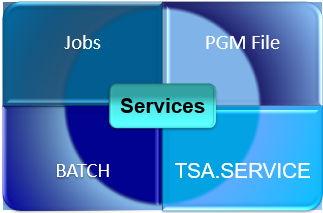 Jobs
PGM File
Services
BATCH
TSA.SERVICE